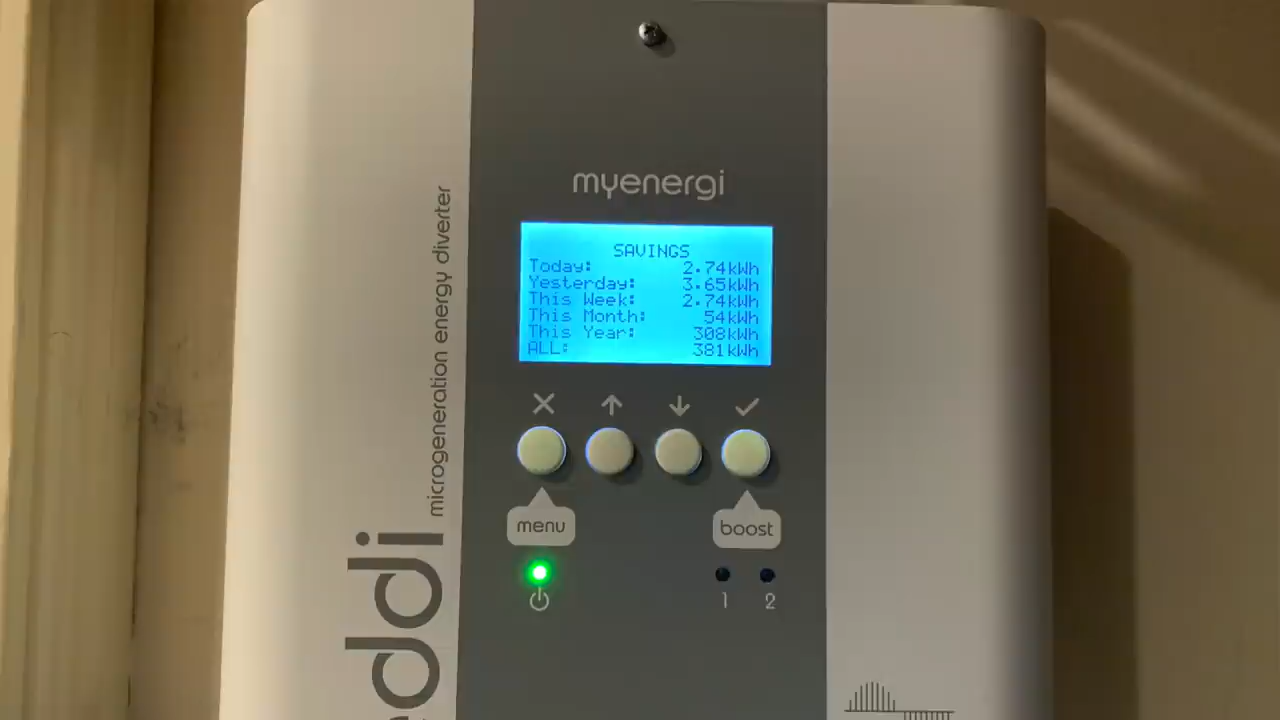 myenergi
SAVINGS
Today: 2.74kWh
Yesterday: 3.65kWh
This Week: 2.74kWh
This Month: 54kWh
This Year: 308kWh
ALL: 381kWh
menu
boost
1 2
microgeneration energy diverter
eddi